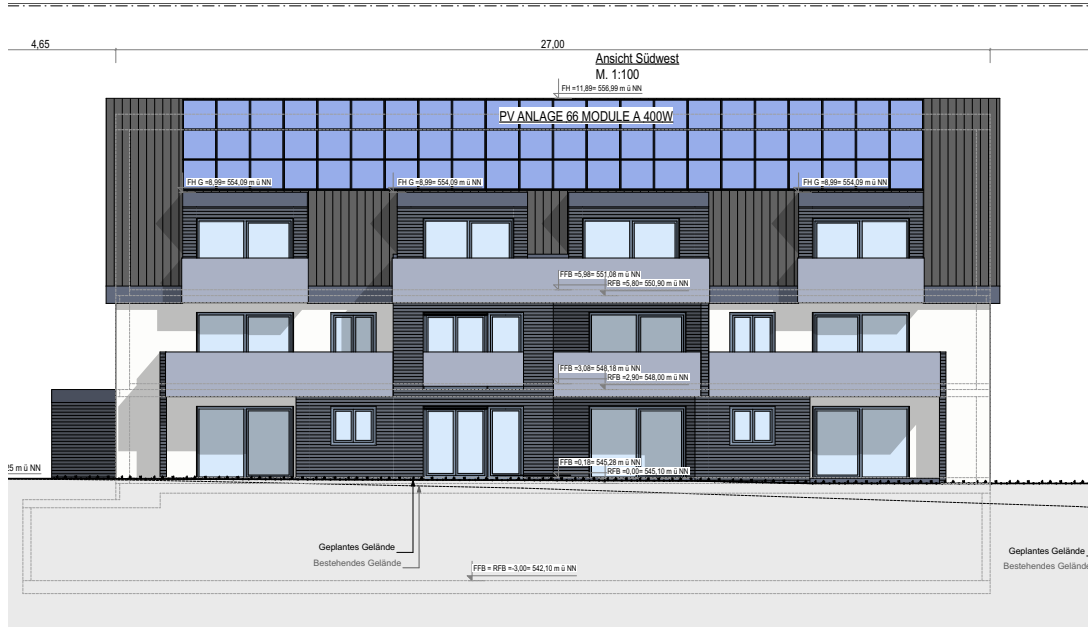 4,65
27,00
Ansicht Südwest
M. 1:100
FH =11,89= 556,99 m ü NN
PV ANLAGE 66 MODULE A 400W
FH G =8,99= 554,09 m ü NN
FH G =8,99= 554,09 m ü NN
FH G =8,99= 554,09 m ü NN
FFB =5,98= 551,08 m ü NN
RFB =5,80= 550,90 m ü NN
FFB =3,08= 548,18 m ü NN
RFB =2,90= 548,00 m ü NN
FFB =0,18= 545,28 m ü NN
RFB =0,00= 545,10 m ü NN
25 m ü NN
Geplantes Gelände
Bestehendes Gelände
FFB = RFB =-3,00= 542,10 m ü NN
Geplantes Gelände
Bestehendes Gelände